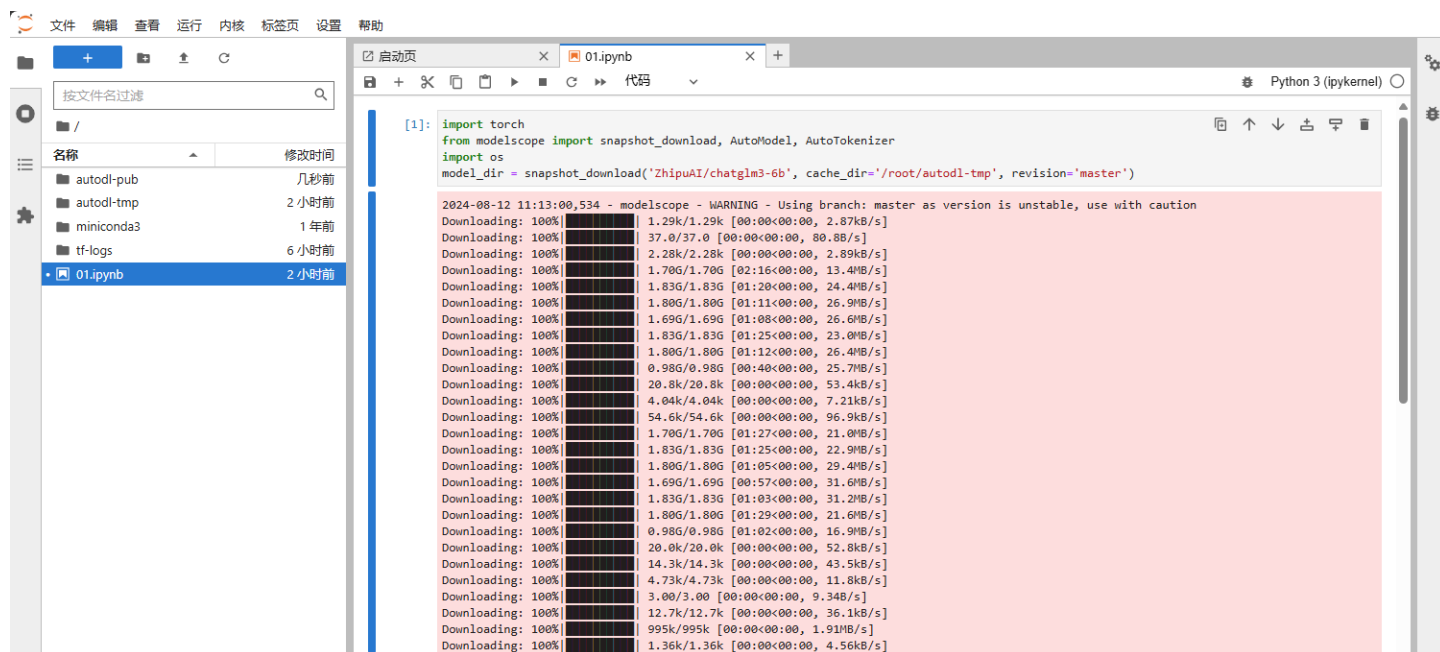 文件 编辑 查看 运行 内核 标签页 设置 帮助
启动页
01.ipynb
按文件名过滤
代码
Python 3 (ipykernel)
/
名称 修改时间
autodl-pub 几秒前
autodl-tmp 2 小时前
miniconda3 1 年前
tf-logs 6 小时前
01.ipynb 2 小时前
[1]: import torch
from modelscope import snapshot_download, AutoModel, AutoTokenizer
import os
model_dir = snapshot_download('ZhipuAI/chatglm3-6b', cache_dir='/root/autodl-tmp', revision='master')
2024-08-12 11:13:00,534 - modelscope - WARNING - Using branch: master as version is unstable, use with caution
Downloading: 100%|██████████| 1.29k/1.29k [00:00<00:00, 2.87kB/s]
Downloading: 100%|██████████| 37.0/37.0 [00:00<00:00, 80.8B/s]
Downloading: 100%|██████████| 2.28k/2.28k [00:00<00:00, 2.89kB/s]
Downloading: 100%|██████████| 1.70G/1.70G [02:16<00:00, 13.4MB/s]
Downloading: 100%|██████████| 1.83G/1.83G [01:20<00:00, 24.4MB/s]
Downloading: 100%|██████████| 1.80G/1.80G [01:11<00:00, 26.9MB/s]
Downloading: 100%|██████████| 1.69G/1.69G [01:08<00:00, 26.6MB/s]
Downloading: 100%|██████████| 1.83G/1.83G [01:25<00:00, 23.0MB/s]
Downloading: 100%|██████████| 1.80G/1.80G [01:12<00:00, 26.4MB/s]
Downloading: 100%|██████████| 0.98G/0.98G [00:40<00:00, 25.7MB/s]
Downloading: 100%|██████████| 20.8k/20.8k [00:00<00:00, 53.4kB/s]
Downloading: 100%|██████████| 4.04k/4.04k [00:00<00:00, 7.21kB/s]
Downloading: 100%|██████████| 54.6k/54.6k [00:00<00:00, 96.9kB/s]
Downloading: 100%|██████████| 1.70G/1.70G [01:27<00:00, 21.0MB/s]
Downloading: 100%|██████████| 1.83G/1.83G [01:25<00:00, 22.9MB/s]
Downloading: 100%|██████████| 1.80G/1.80G [01:05<00:00, 29.4MB/s]
Downloading: 100%|██████████| 1.69G/1.69G [00:57<00:00, 31.6MB/s]
Downloading: 100%|██████████| 1.83G/1.83G [01:03<00:00, 31.2MB/s]
Downloading: 100%|██████████| 1.80G/1.80G [01:29<00:00, 21.6MB/s]
Downloading: 100%|██████████| 0.98G/0.98G [01:02<00:00, 16.9MB/s]
Downloading: 100%|██████████| 20.0k/20.0k [00:00<00:00, 52.8kB/s]
Downloading: 100%|██████████| 14.3k/14.3k [00:00<00:00, 43.5kB/s]
Downloading: 100%|██████████| 4.73k/4.73k [00:00<00:00, 11.8kB/s]
Downloading: 100%|██████████| 3.00/3.00 [00:00<00:00, 9.34B/s]
Downloading: 100%|██████████| 12.7k/12.7k [00:00<00:00, 36.1kB/s]
Downloading: 100%|██████████| 995k/995k [00:00<00:00, 1.91MB/s]
Downloading: 100%|██████████| 1.36k/1.36k [00:00<00:00, 4.56kB/s]